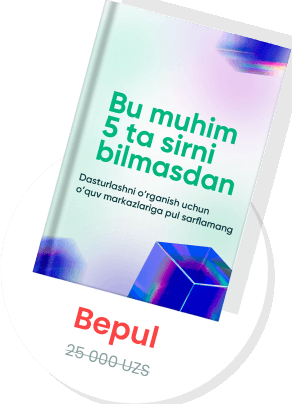 Bu muhim
5 ta sirni
bilmasdan
Dasturlashni o'rganish uchun
o'quv markazlariga pul sarflamang
Bepul
25 000 UZS